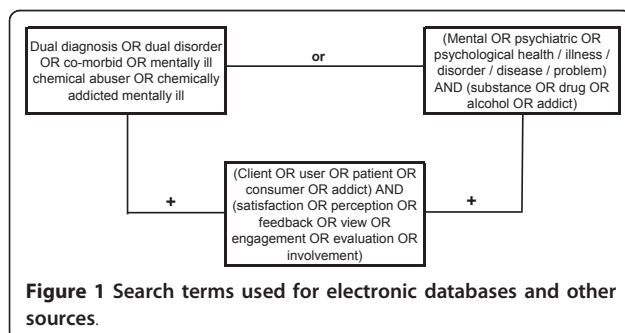 Dual diagnosis OR dual disorder
OR co-morbid OR mentally ill
chemical abuser OR chemically
addicted mentally ill
or
(Mental OR psychiatric OR
psychological health / illness /
disorder / disease / problem)
AND (substance OR drug OR
alcohol OR addict)
+
(Client OR user OR patient OR
consumer OR addict) AND
(satisfaction OR perception OR
feedback OR view OR
engagement OR evaluation OR
involvement)
+
Figure 1 Search terms used for electronic databases and other
sources.